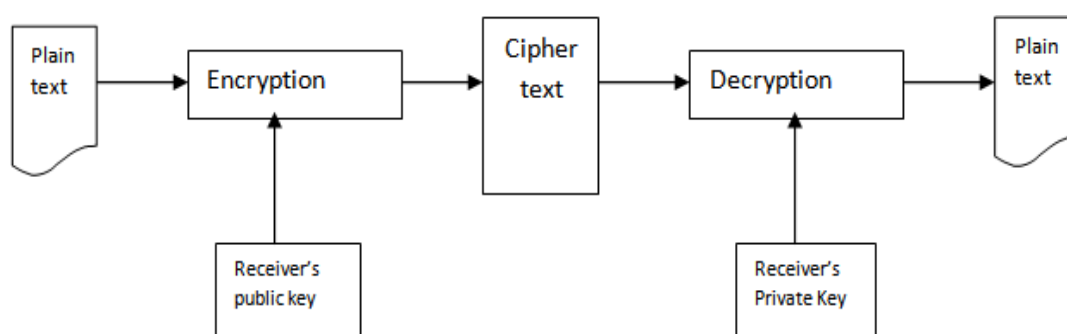 Plain
text
Encryption
Cipher
text
Decryption
Plain
text
Receiver's
public key
Receiver's
Private Key